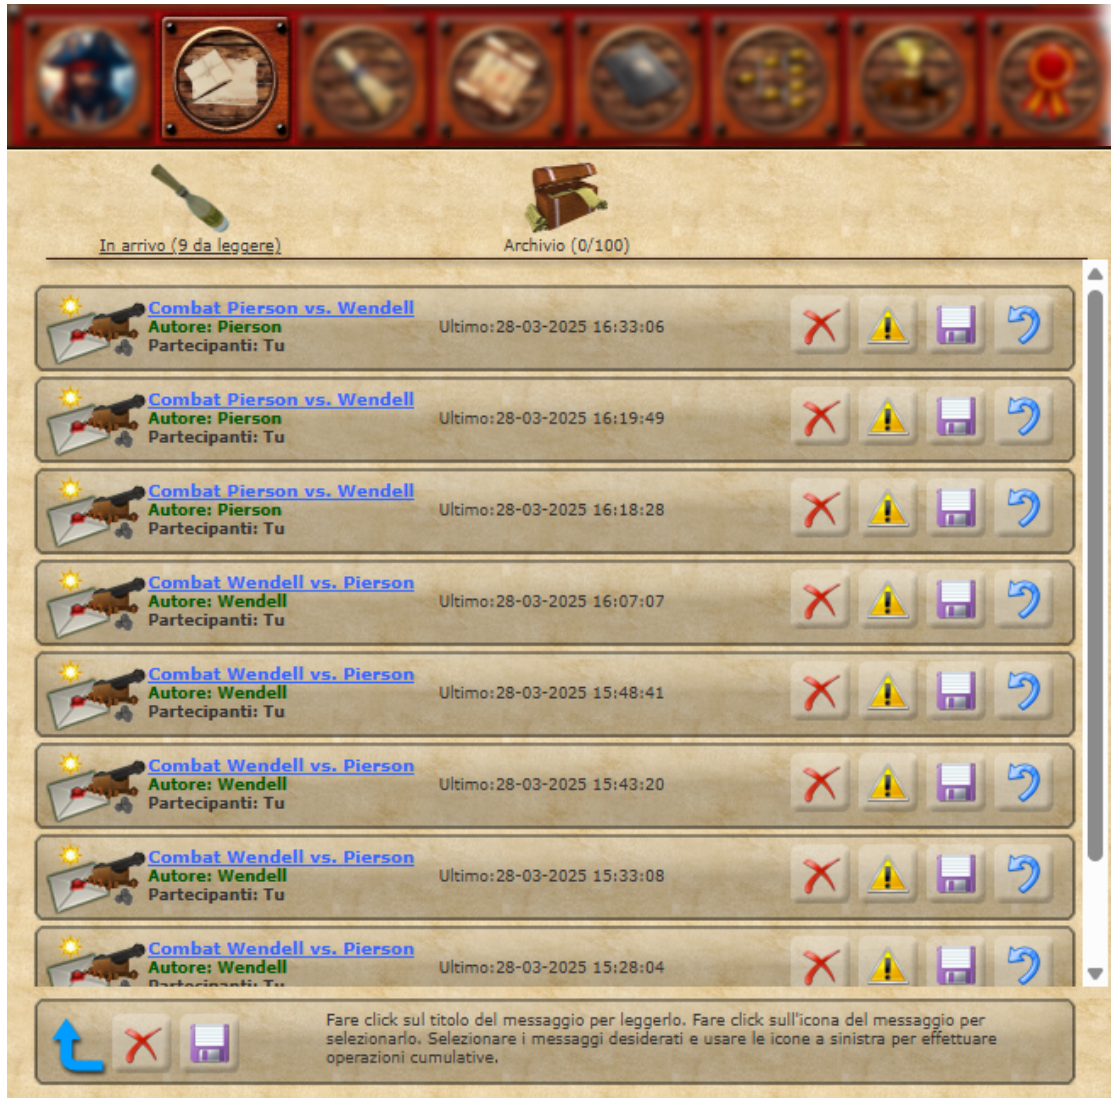 In arrivo (9 da leggere)
Archivio (0/100)
Combat Pierson vs. Wendell
Autore: Pierson
Partecipanti: Tu
Ultimo:28-03-2025 16:33:06
Combat Pierson vs. Wendell
Autore: Pierson
Partecipanti: Tu
Ultimo:28-03-2025 16:19:49
Combat Pierson vs. Wendell
Autore: Pierson
Partecipanti: Tu
Ultimo:28-03-2025 16:18:28
Combat Wendell vs. Pierson
Autore: Wendell
Partecipanti: Tu
Ultimo:28-03-2025 16:07:07
Combat Wendell vs. Pierson
Autore: Wendell
Partecipanti: Tu
Ultimo:28-03-2025 15:48:41
Combat Wendell vs. Pierson
Autore: Wendell
Partecipanti: Tu
Ultimo:28-03-2025 15:43:20
Combat Wendell vs. Pierson
Autore: Wendell
Partecipanti: Tu
Ultimo:28-03-2025 15:33:08
Combat Wendell vs. Pierson
Autore: Wendell
Partecipanti: Tu
Ultimo:28-03-2025 15:28:04
Fare click sul titolo del messaggio per leggerlo. Fare click sull'icona del messaggio per
selezionarlo. Selezionare i messaggi desiderati e usare le icone a sinistra per effettuare
operazioni cumulative.